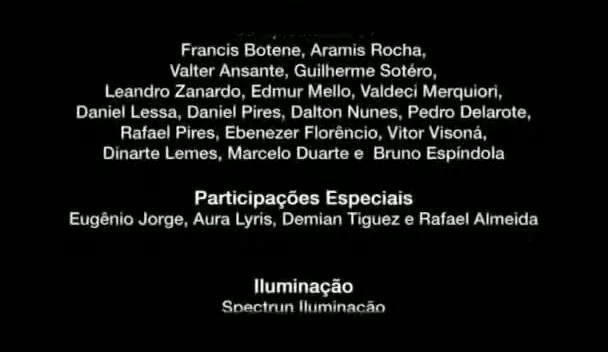 Francis Botene, Aramis Rocha,
Valter Ansante, Guilherme Sotéro,
Leandro Zanardo, Edmur Mello, Valdeci Merquiori,
Daniel Lessa, Daniel Pires, Dalton Nunes, Pedro Delarote,
Rafael Pires, Ebenezer Florêncio, Vitor Visoná,
Dinarte Lemes, Marcelo Duarte e Bruno Espíndola
Participações Especiais
Eugênio Jorge, Aura Lyris, Demian Tiguez e Rafael Almeida
Iluminação
Spectrun Iluminação